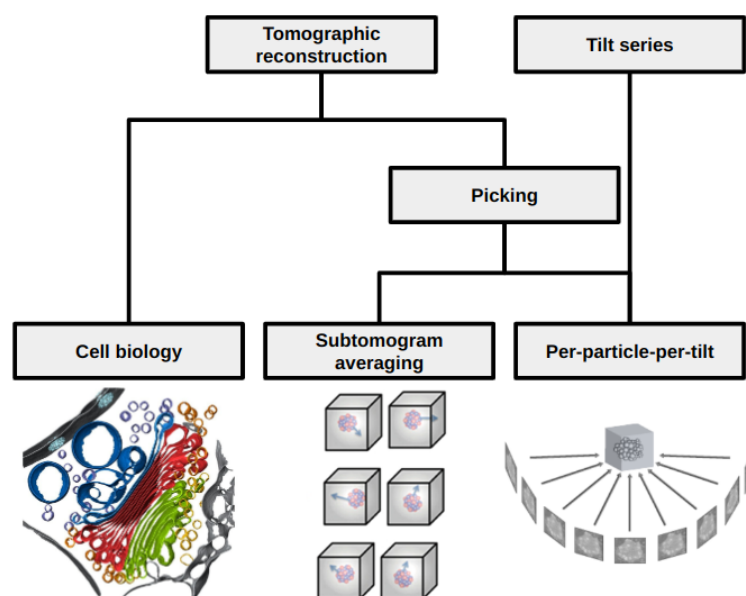 Tomographic
reconstruction
Tilt series
Picking
Cell biology
Subtomogram
averaging
Per-particle-per-tilt